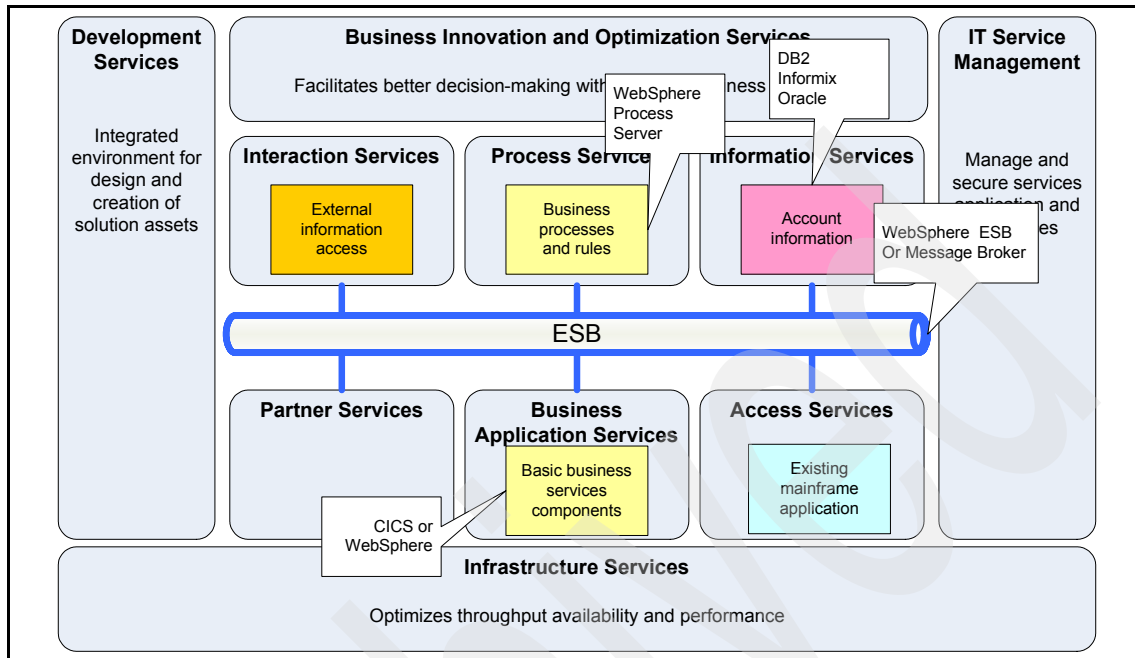 Development
Services
Integrated
environment for
design and
creation of
solution assets
Business Innovation and Optimization Services
Facilitates better decision-making with
DB2
Informix
Oracle
WebSphere
Process
Server
IT Service
Management
Manage and
secure services
application and
Interaction Services
External
information
access
Process Service
Business
processes
and rules
Information Services
Account
information
WebSphere ESB
Or Message Broker
ESB
Partner Services
Business
Application Services
Basic business
services
components
CICS or
WebSphere
Access Services
Existing
mainframe
application
Infrastructure Services
Optimizes throughput availability and performance